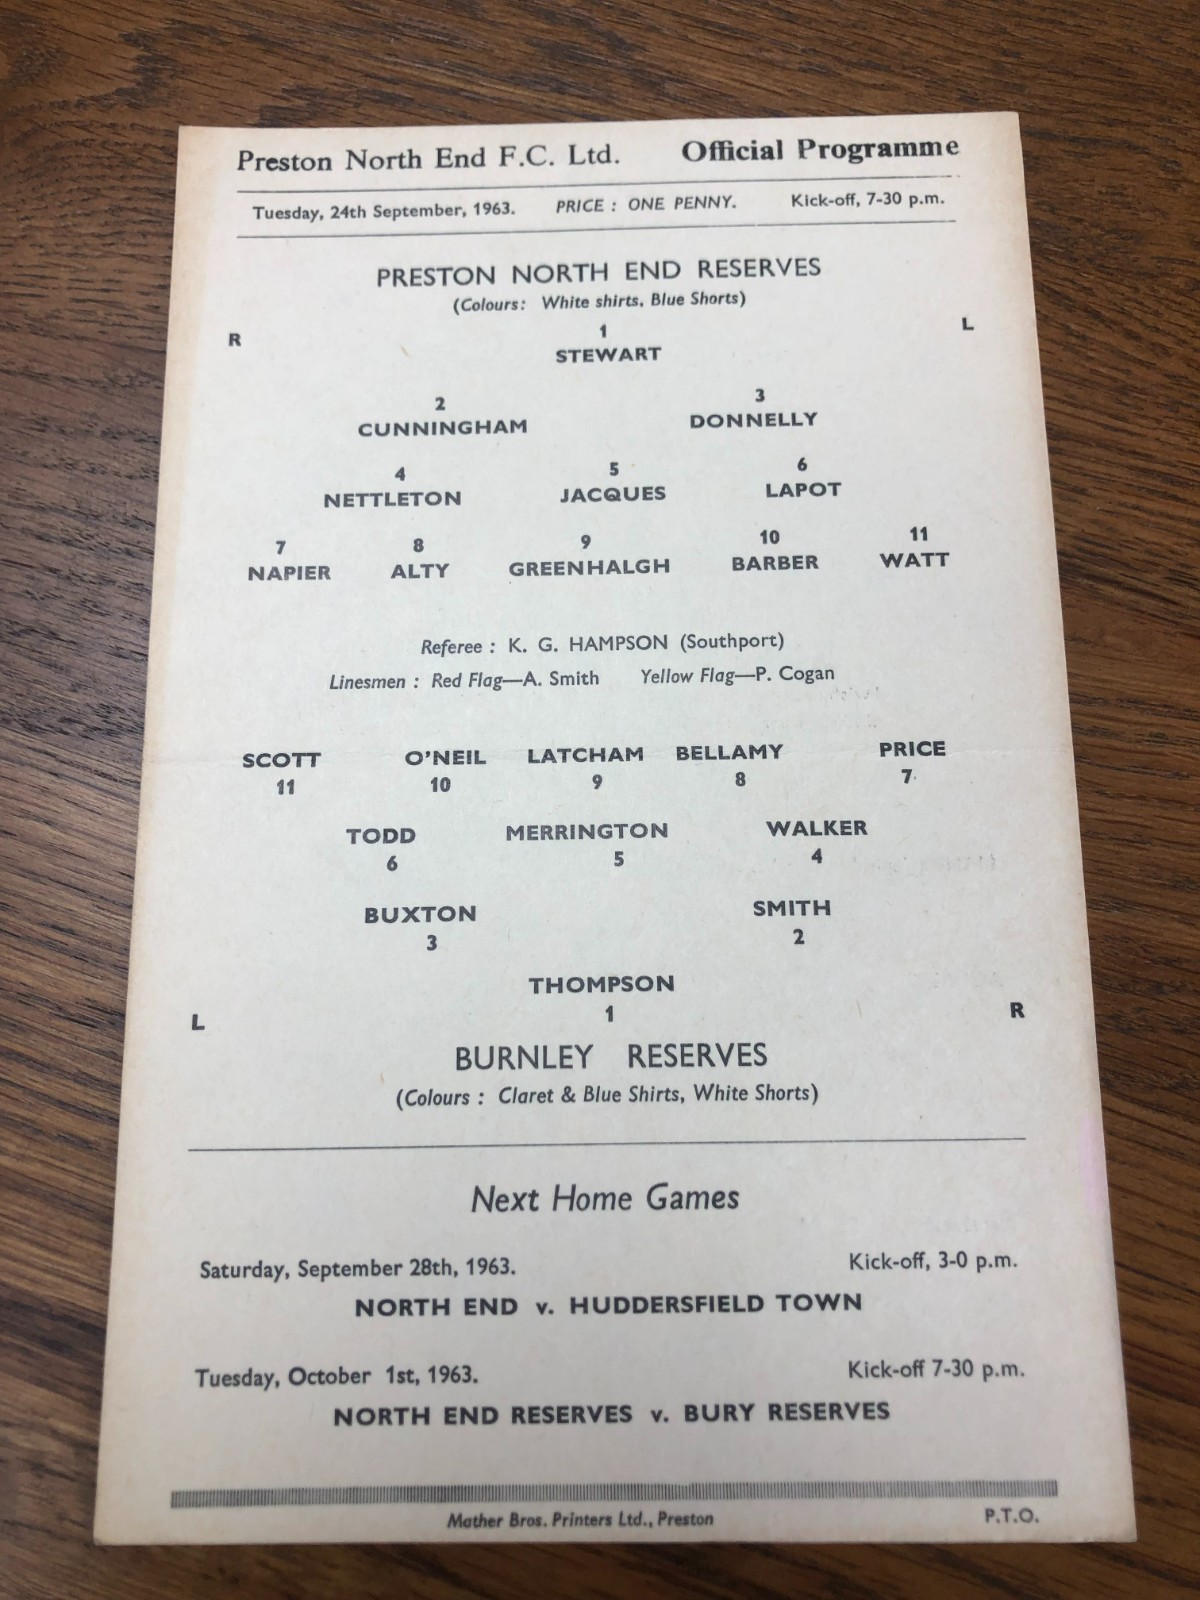 Preston North End F.C. Ltd. Official Programme
Tuesday, 24th September, 1963. PRICE : ONE PENNY. Kick-off, 7-30 p.m.
PRESTON NORTH END RESERVES
(Colours: White shirts, Blue Shorts)
R 1 L
STEWART
2 3
CUNNINGHAM DONNELLY
4 5 6
NETTLETON JACQUES LAPOT
7 8 9 10 11
NAPIER ALTY GREENHALGH BARBER WATT
Referee : K. G. HAMPSON (Southport)
Linesmen : Red Flag—A. Smith Yellow Flag—P. Cogan
SCOTT O'NEIL LATCHAM BELLAMY PRICE
11 10 9 8 7
TODD MERRINGTON WALKER
6 5 4
BUXTON SMITH
3 2
THOMPSON
L 1 R
BURNLEY RESERVES
(Colours : Claret & Blue Shirts, White Shorts)
Next Home Games
Saturday, September 28th, 1963. Kick-off, 3-0 p.m.
NORTH END v. HUDDERSFIELD TOWN
Tuesday, October 1st, 1963. Kick-off 7-30 p.m.
NORTH END RESERVES v. BURY RESERVES
Mather Bros. Printers Ltd., Preston P.T.O.